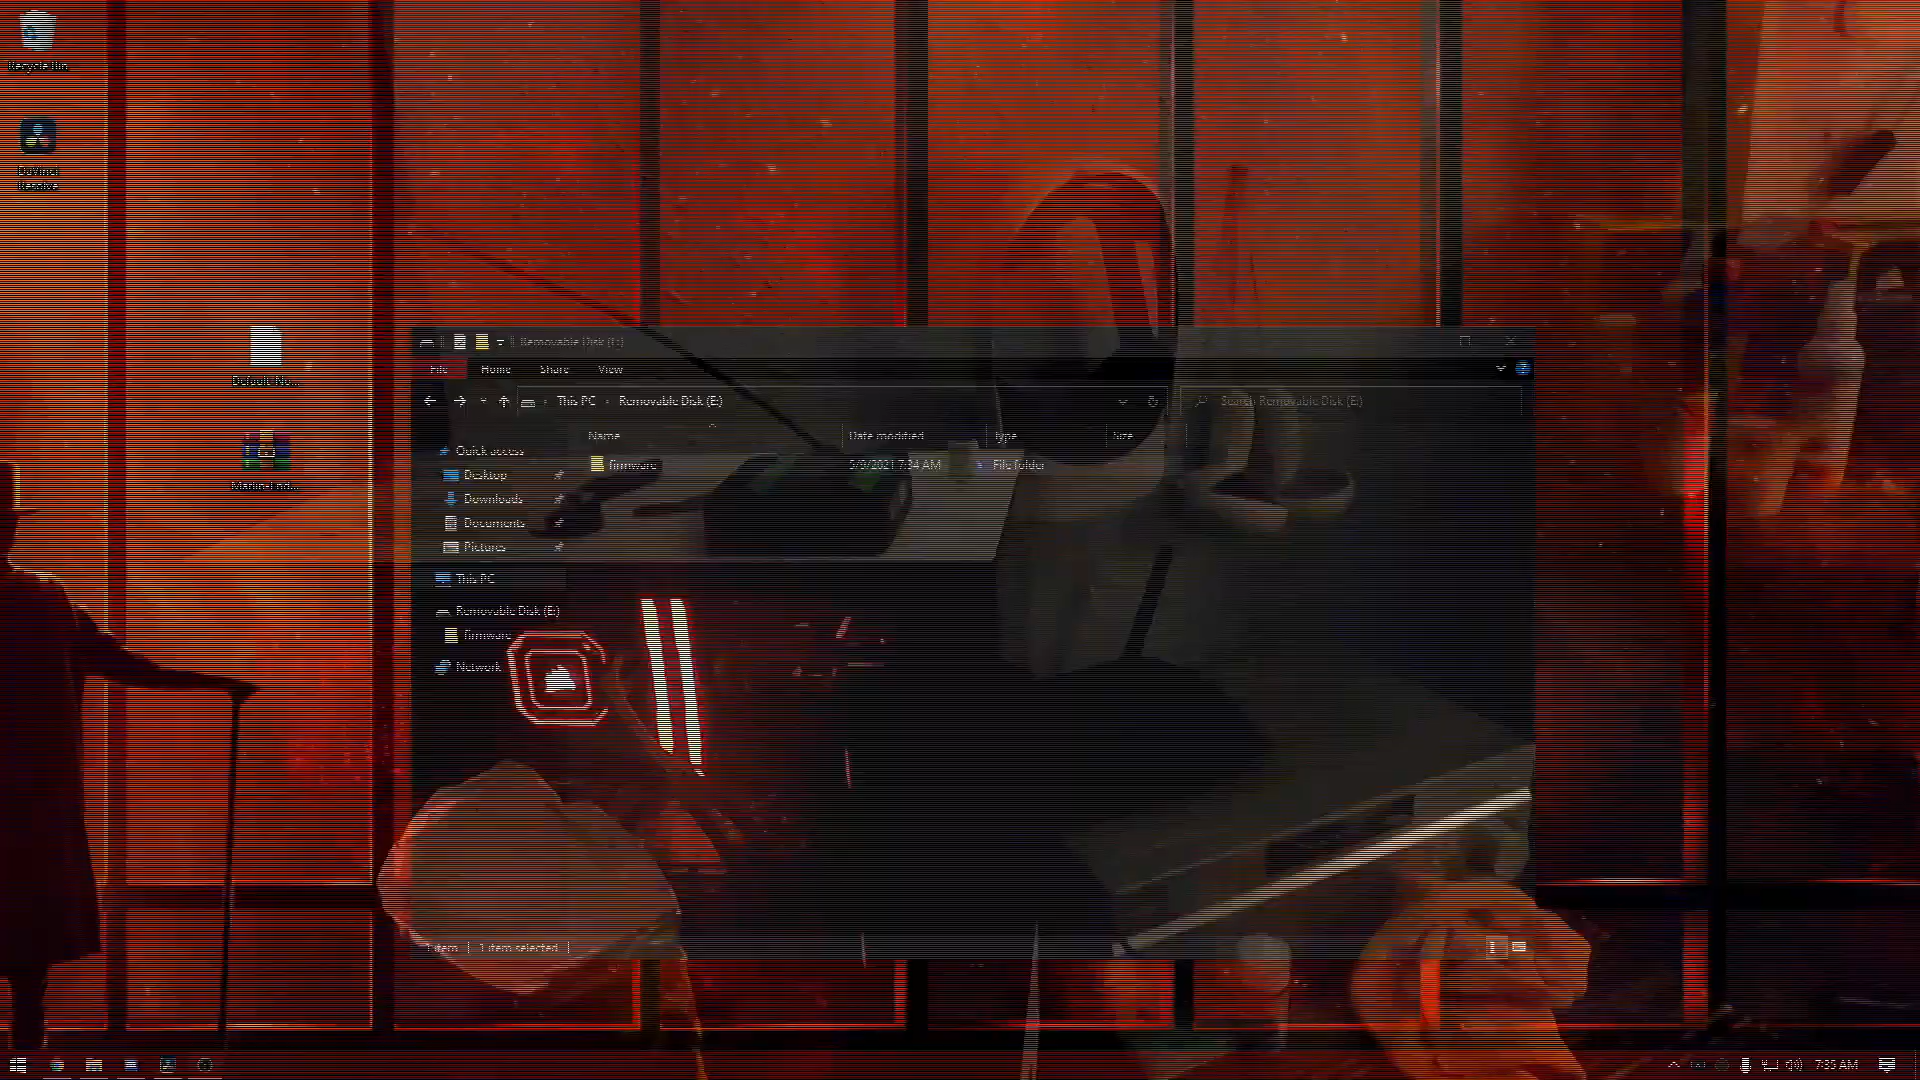 Recycle Bin
DaVinci
Resolve
Default-No...
Marlin-End...
Removable Disk (E:)
File
Home
Share
View
This PC
Removable Disk (E:)
Search Removable Disk (E:)
Name
Date modified
Type
Size
firmware
5/9/2021 7:34 AM
File folder
Quick access
Desktop
Downloads
Documents
Pictures
This PC
Removable Disk (E:)
firmware
Network
1 item
1 item selected
7:35 AM